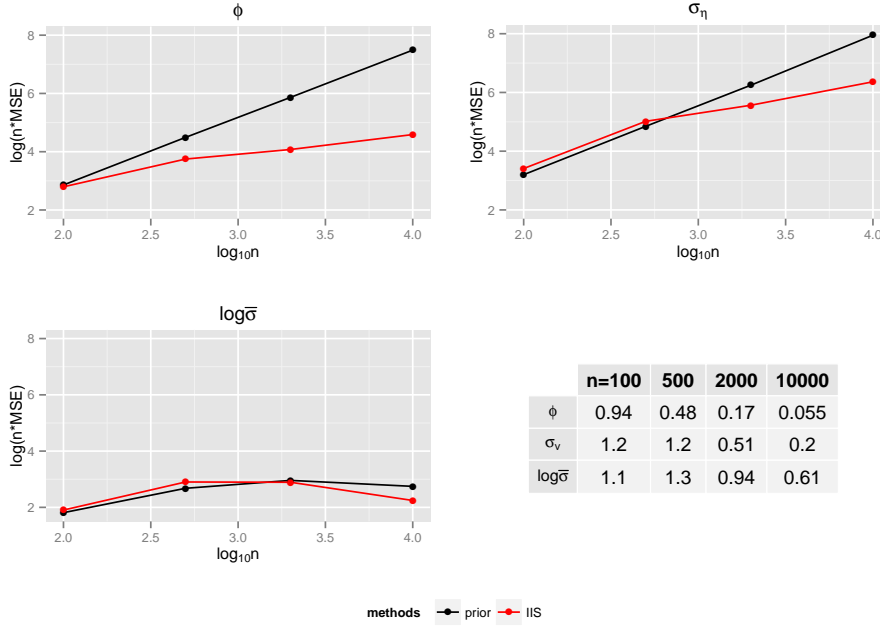 ϕ
log(n*MSE)
8
6
4
2
2.0 2.5 3.0 3.5 4.0
log₁₀n
σ_η
log(n*MSE)
8
6
4
2
2.0 2.5 3.0 3.5 4.0
log₁₀n
logσ̅
log(n*MSE)
8
6
4
2
2.0 2.5 3.0 3.5 4.0
log₁₀n
n=100 500 2000 10000
ϕ 0.94 0.48 0.17 0.055
σᵥ 1.2 1.2 0.51 0.2
logσ̅ 1.1 1.3 0.94 0.61
methods prior IIS